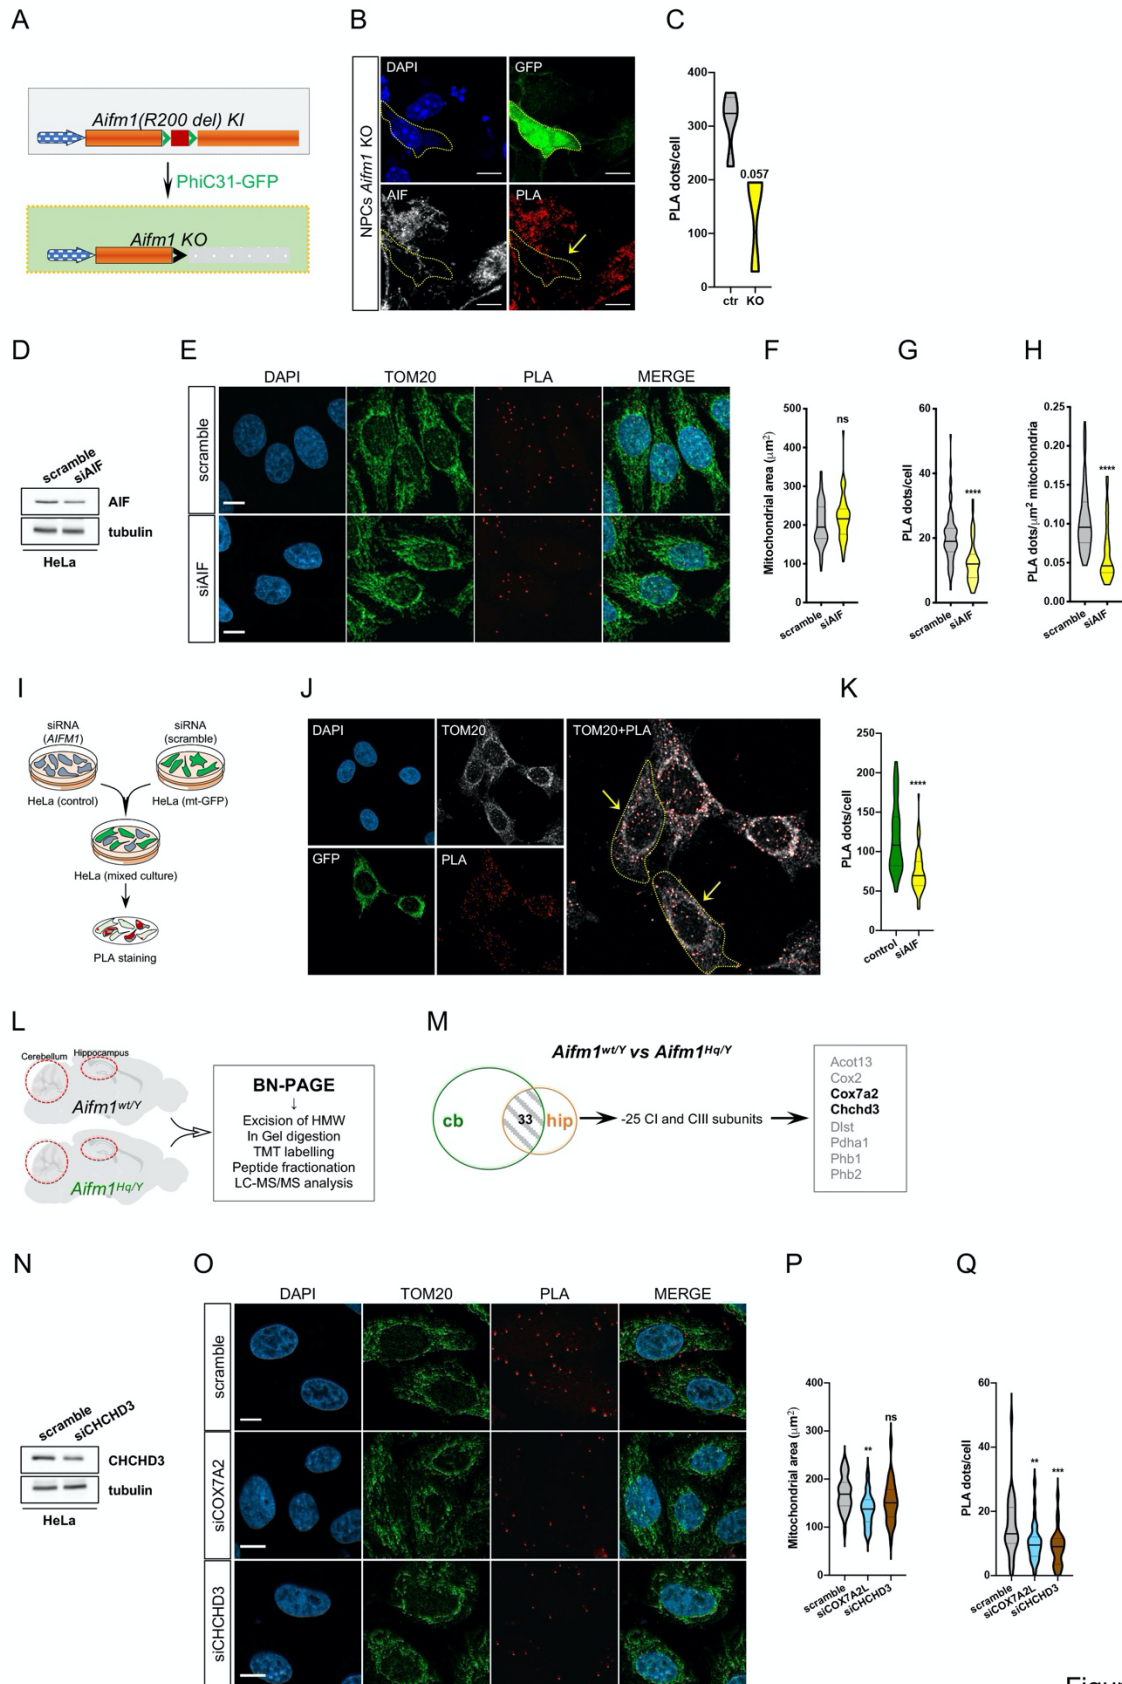 A
Aifm1(R200 del) KI
PhiC31-GFP
Aifm1 KO
B
NPCs Aifm1 KO
DAPI
GFP
AIF
PLA
C
PLA dots/cell
400
300
200
100
0
0.057
ctr
KO
D
scramble
siAIF
AIF
tubulin
HeLa
E
DAPI
TOM20
PLA
MERGE
scramble
siAIF
F
Mitochondrial area (µm²)
500
400
300
200
100
0
ns
scramble
siAIF
G
PLA dots/cell
60
40
20
0
****
scramble
siAIF
H
PLA dots/µm² mitochondria
0.25
0.20
0.15
0.10
0.05
0.00
****
scramble
siAIF
I
siRNA
(AIFM1)
siRNA
(scramble)
HeLa (control)
HeLa (mt-GFP)
HeLa (mixed culture)
PLA staining
J
DAPI
TOM20
TOM20+PLA
GFP
PLA
K
PLA dots/cell
250
200
150
100
50
0
****
control
siAIF
L
Cerebellum
Hippocampus
Aifm1wt/Y
Aifm1Hq/Y
BN-PAGE
↓
Excision of HMW
In Gel digestion
TMT labelling
Peptide fractionation
LC-MS/MS analysis
M
Aifm1wt/Y vs Aifm1Hq/Y
cb
33
hip
-25 CI and CIII subunits
Acot13
Cox2
Cox7a2
Chchd3
Dlst
Pdha1
Phb1
Phb2
N
scramble
siCHCHD3
CHCHD3
tubulin
HeLa
O
DAPI
TOM20
PLA
MERGE
scramble
siCOX7A2
siCHCHD3
P
Mitochondrial area (µm²)
400
300
200
100
0
**
ns
scramble
siCOX7A2L
siCHCHD3
Q
PLA dots/cell
60
40
20
0
**
***
scramble
siCOX7A2L
siCHCHD3